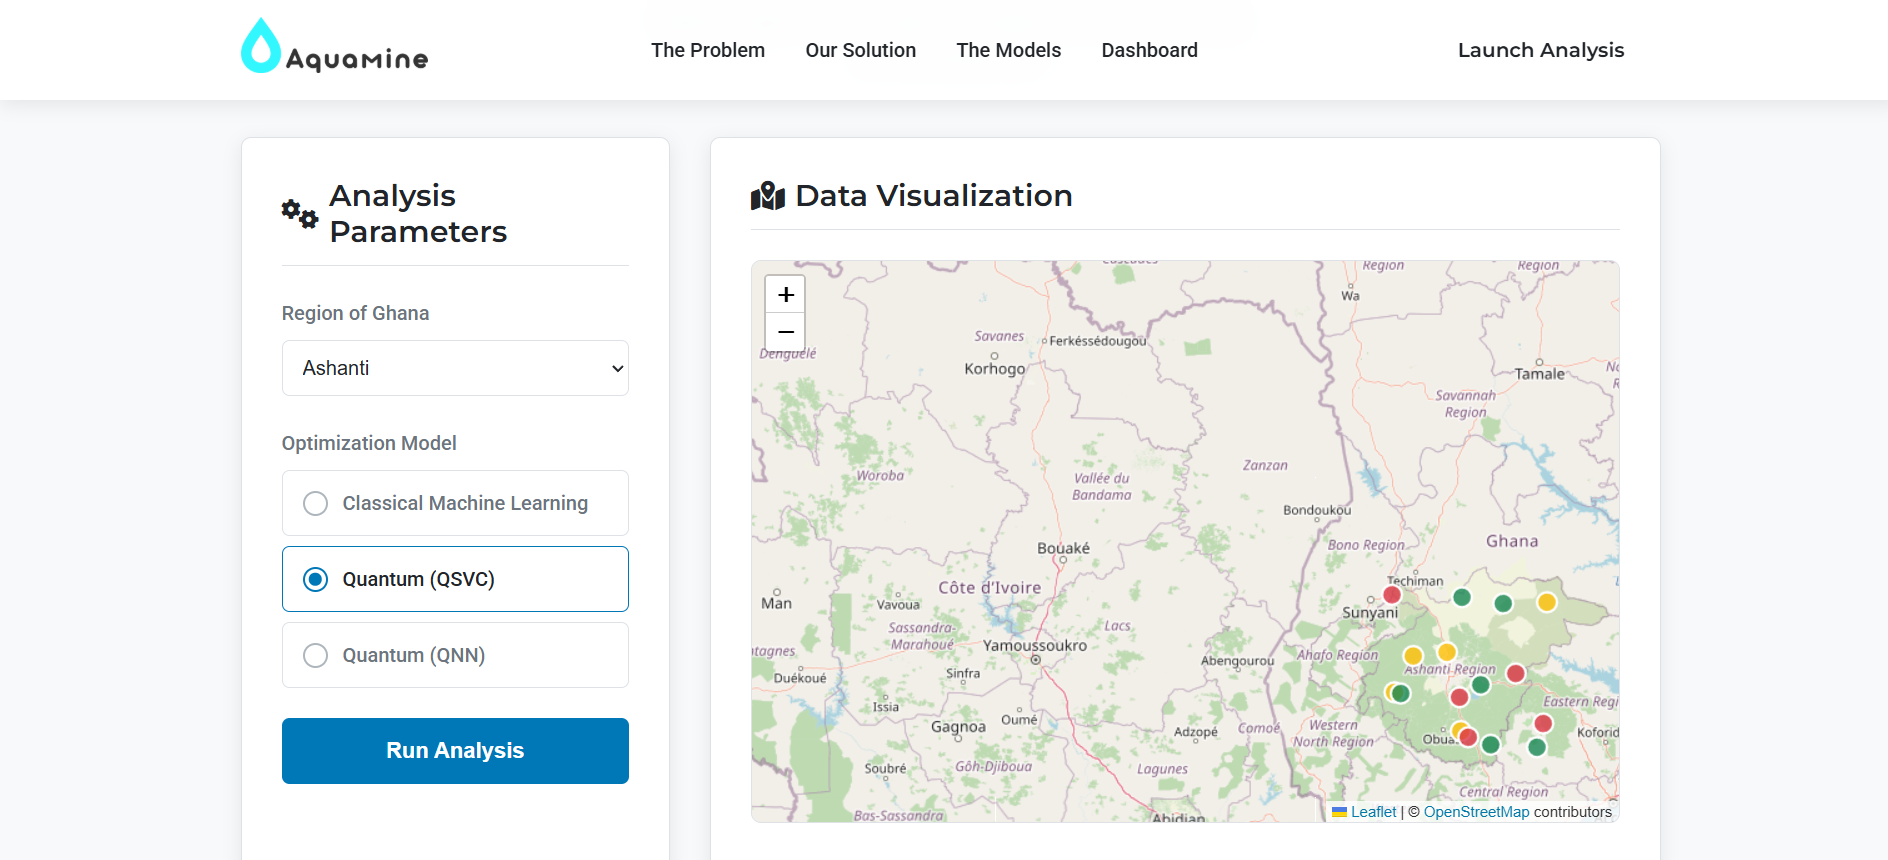 Aquamine
The Problem
Our Solution
The Models
Dashboard
Launch Analysis
Analysis
Parameters
Region of Ghana
Ashanti
Optimization Model
Classical Machine Learning
Quantum (QSVC)
Quantum (QNN)
Run Analysis
Data Visualization
+
−
Region
Region
Wa
Savanes
Ferkéssédougou
Denguélé
Korhogo
Tamale
Savannah
Region
Zanzan
Woroba
Vallée du
Bandama
Bondoukou
Bouaké
Bono Region
Ghana
Techiman
Côte d'Ivoire
Man
Vavoua
Sunyani
Sassandra-
Marahoué
Lacs
Yamoussoukro
Abengourou
Ahafo Region
Ashanti Region
Sinfra
Duékoué
Issia
Oumé
Gagnoa
Adzopé
Comoé
Western
North Region
Eastern Regi
Koforid
Obua
Soubré
Gôh-Djiboua
Lagunes
Central Region
Bas-Sassandra
Abidjan
Leaflet | © OpenStreetMap contributors